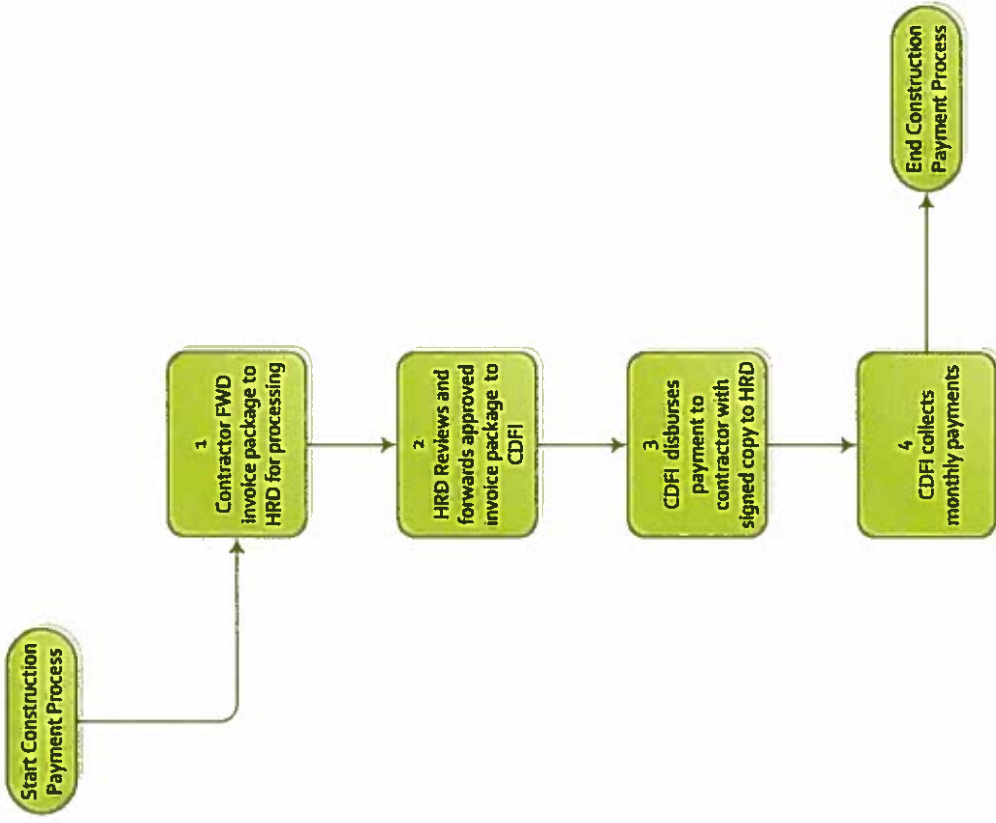 Start Construction
Payment Process
1
Contractor FWD
invoice package to
HRD for processing
2
HRD Reviews and
forwards approved
invoice package to
CDFI
3
CDFI disburses
payment to
contractor with
signed copy to HRD
4
CDFI collects
monthly payments
End Construction
Payment Process